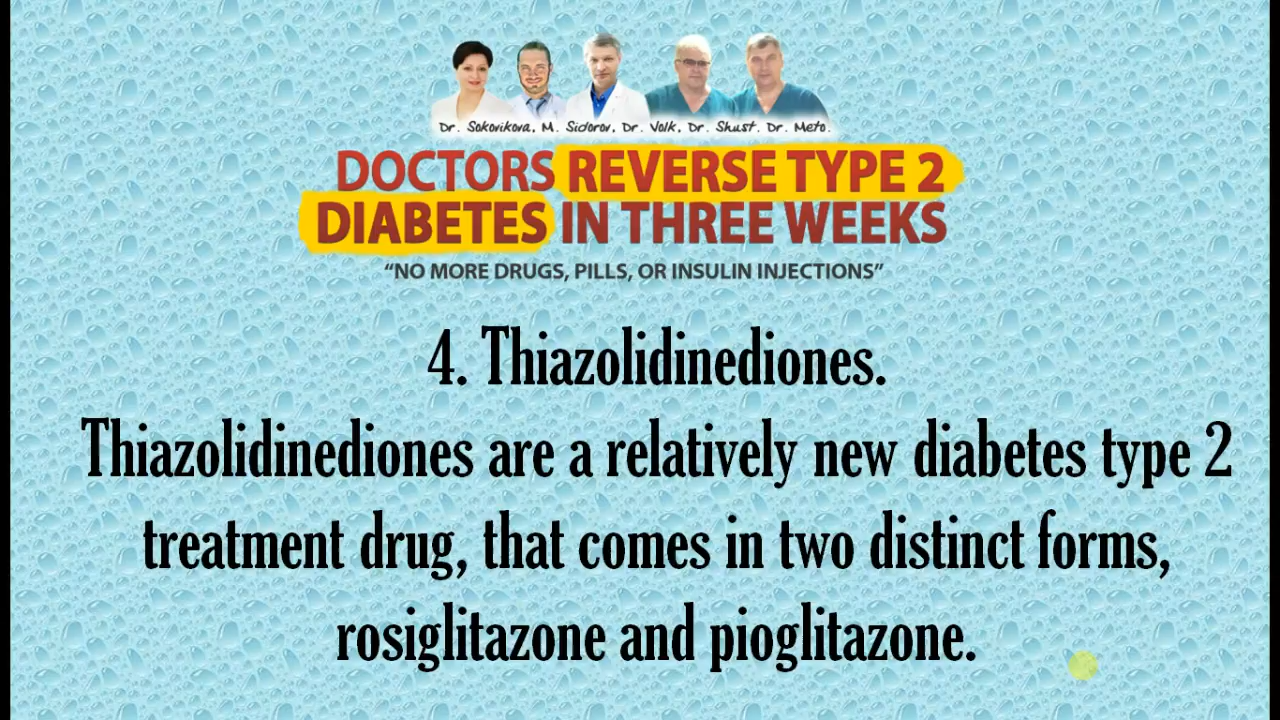 Dr. Sokovikova, M. Sidorov, Dr. Volk, Dr. Shust, Dr. Meto.
DOCTORS REVERSE TYPE 2
DIABETES IN THREE WEEKS
“NO MORE DRUGS, PILLS, OR INSULIN INJECTIONS”
4. Thiazolidinediones.
Thiazolidinediones are a relatively new diabetes type 2
treatment drug, that comes in two distinct forms,
rosiglitazone and pioglitazone.